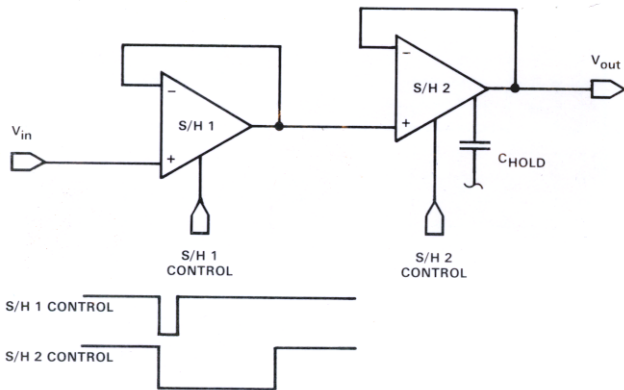 V_out
−
S/H 2
+
−
S/H 1
+
V_in
C_HOLD
S/H 1
CONTROL
S/H 2
CONTROL
S/H 1 CONTROL
S/H 2 CONTROL